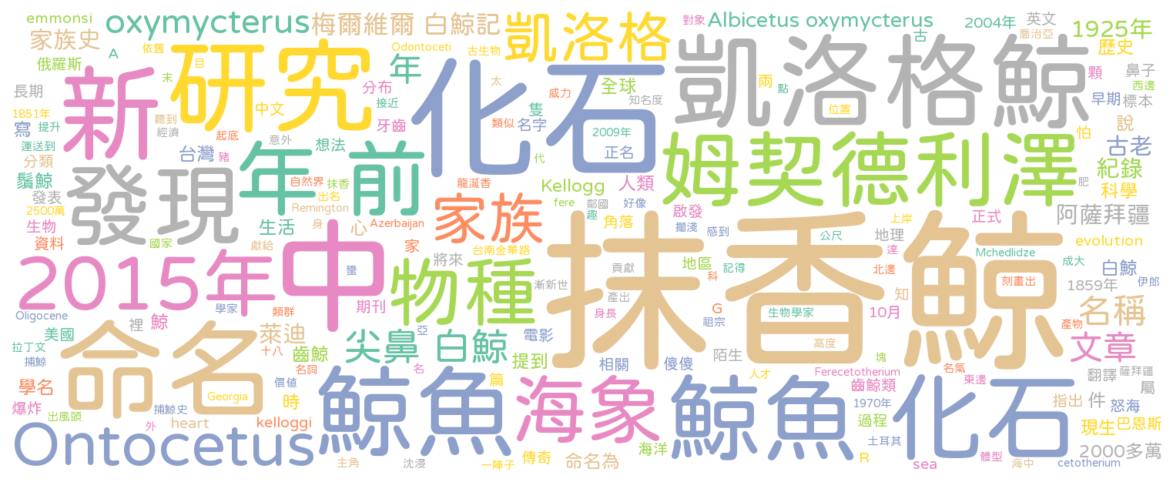 emmonsi
oxymycterus
梅爾維爾 白鯨記
凱洛格
對象
Albicetus oxymycterus
2004年
英文
1925年
家族史
A
依舊
Odontoceti
古生物
古
喬治亞
歷史
俄羅斯
新
研究
目
末
年
分布
接近
化石
太
威力
全球
知名度
凱洛格鯨
兩
點
顆
鼻子
西邊
長期
中文
隻
位置
早期
標本
1851年
寫
提升
聽到
經濟
起底
牙齒
類似
名字
2009年
正名
怕
說
運送到
台灣
豬
意外
想法
代
古老
分類
鬚鯨
發現
年前
自然界
抹香
龍涎香
Kellogg
人類
姆契德利澤
紀錄
科學
發表
出名
fere
鄰國
好像
肥
2500萬
Remington
身
家族
趣
啟發
正式
上岸
阿薩拜疆
生物
生活
心
Azerbaijan
角落
擱淺
感到
資料
國家
獻給
家
台南金華路
公尺
地理
達
Mchedlidze
evolution
2015年
中
蠻
將來
物種
漸新世
貢獻
地區
記得
北邊
成大
白鯨
科
刻畫出
1859年
伊朗
期刊
產出
抹香鯨
知
Oligocene
學家
類群
亞
身長
G
祖宗
生物學家
10月
產物
名稱
美國
裡
鯨
萊迪
尖鼻
白鯨
電影
高度
科
拉丁文
捕鯨
命名
十八
齒鯨
名
提到
相關
傻傻
陌生
塊
Ferecetotherium
名氣
文章
學名
名詞
價值
篇
人才
齒鯨類
東邊
翻譯
薩拜疆
爆炸
Georgia
時
鯨魚
海象
鯨魚
化石
1970年
指出
件
屬
出風頭
捕鯨史
kelloggi
過程
怒海
外
heart
土耳其
現生
巴恩斯
Ontocetus
主角
沈浸
一陣子
傳奇
命名為
海洋
R
sea
體型
海中
2000多萬
cetotherium